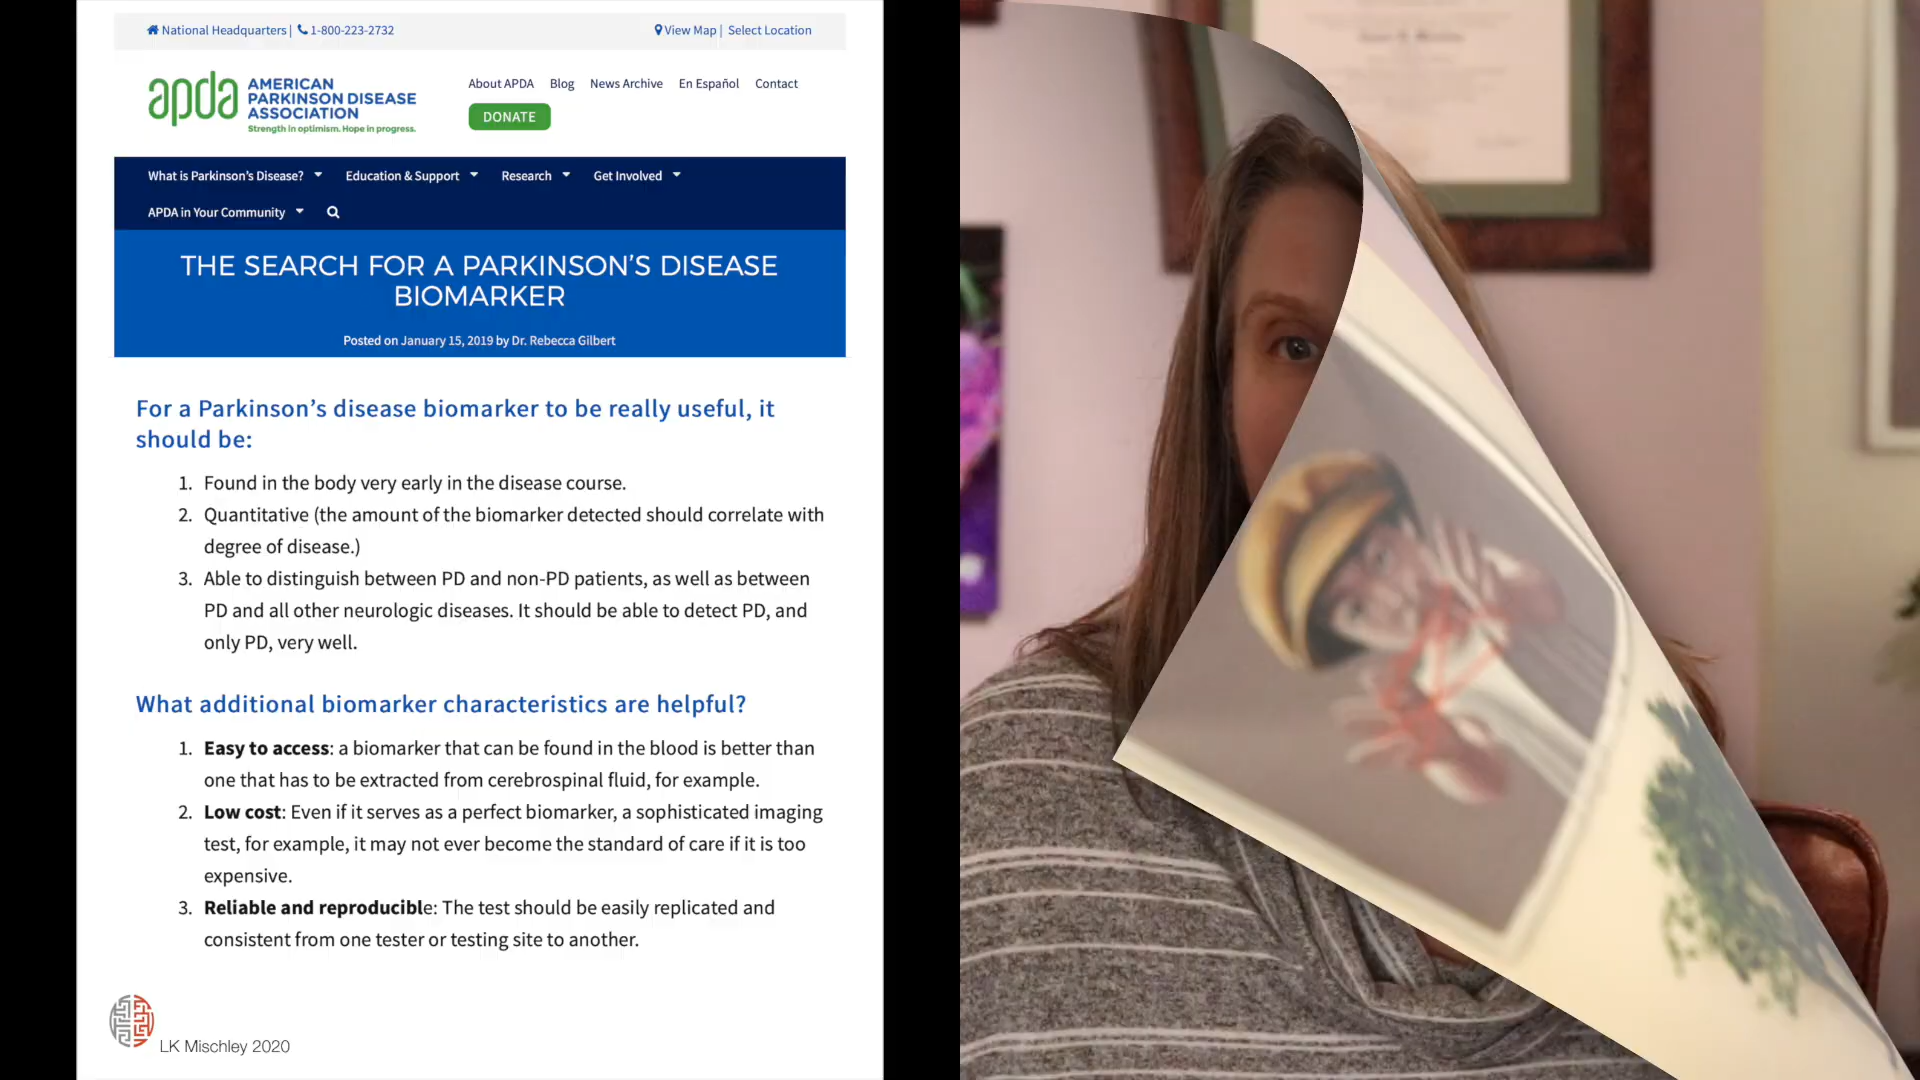 National Headquarters | 1-800-223-2732
View Map | Select Location
apda AMERICAN PARKINSON DISEASE ASSOCIATION
Strength in optimism. Hope in progress.
About APDA Blog News Archive En Español Contact
DONATE
What is Parkinson's Disease? Education & Support Research Get Involved
APDA in Your Community
THE SEARCH FOR A PARKINSON'S DISEASE
BIOMARKER
Posted on January 15, 2019 by Dr. Rebecca Gilbert
For a Parkinson's disease biomarker to be really useful, it
should be:
1. Found in the body very early in the disease course.
2. Quantitative (the amount of the biomarker detected should correlate with
degree of disease.)
3. Able to distinguish between PD and non-PD patients, as well as between
PD and all other neurologic diseases. It should be able to detect PD, and
only PD, very well.
What additional biomarker characteristics are helpful?
1. Easy to access: a biomarker that can be found in the blood is better than
one that has to be extracted from cerebrospinal fluid, for example.
2. Low cost: Even if it serves as a perfect biomarker, a sophisticated imaging
test, for example, it may not ever become the standard of care if it is too
expensive.
3. Reliable and reproducible: The test should be easily replicated and
consistent from one tester or testing site to another.
LK Mischley 2020